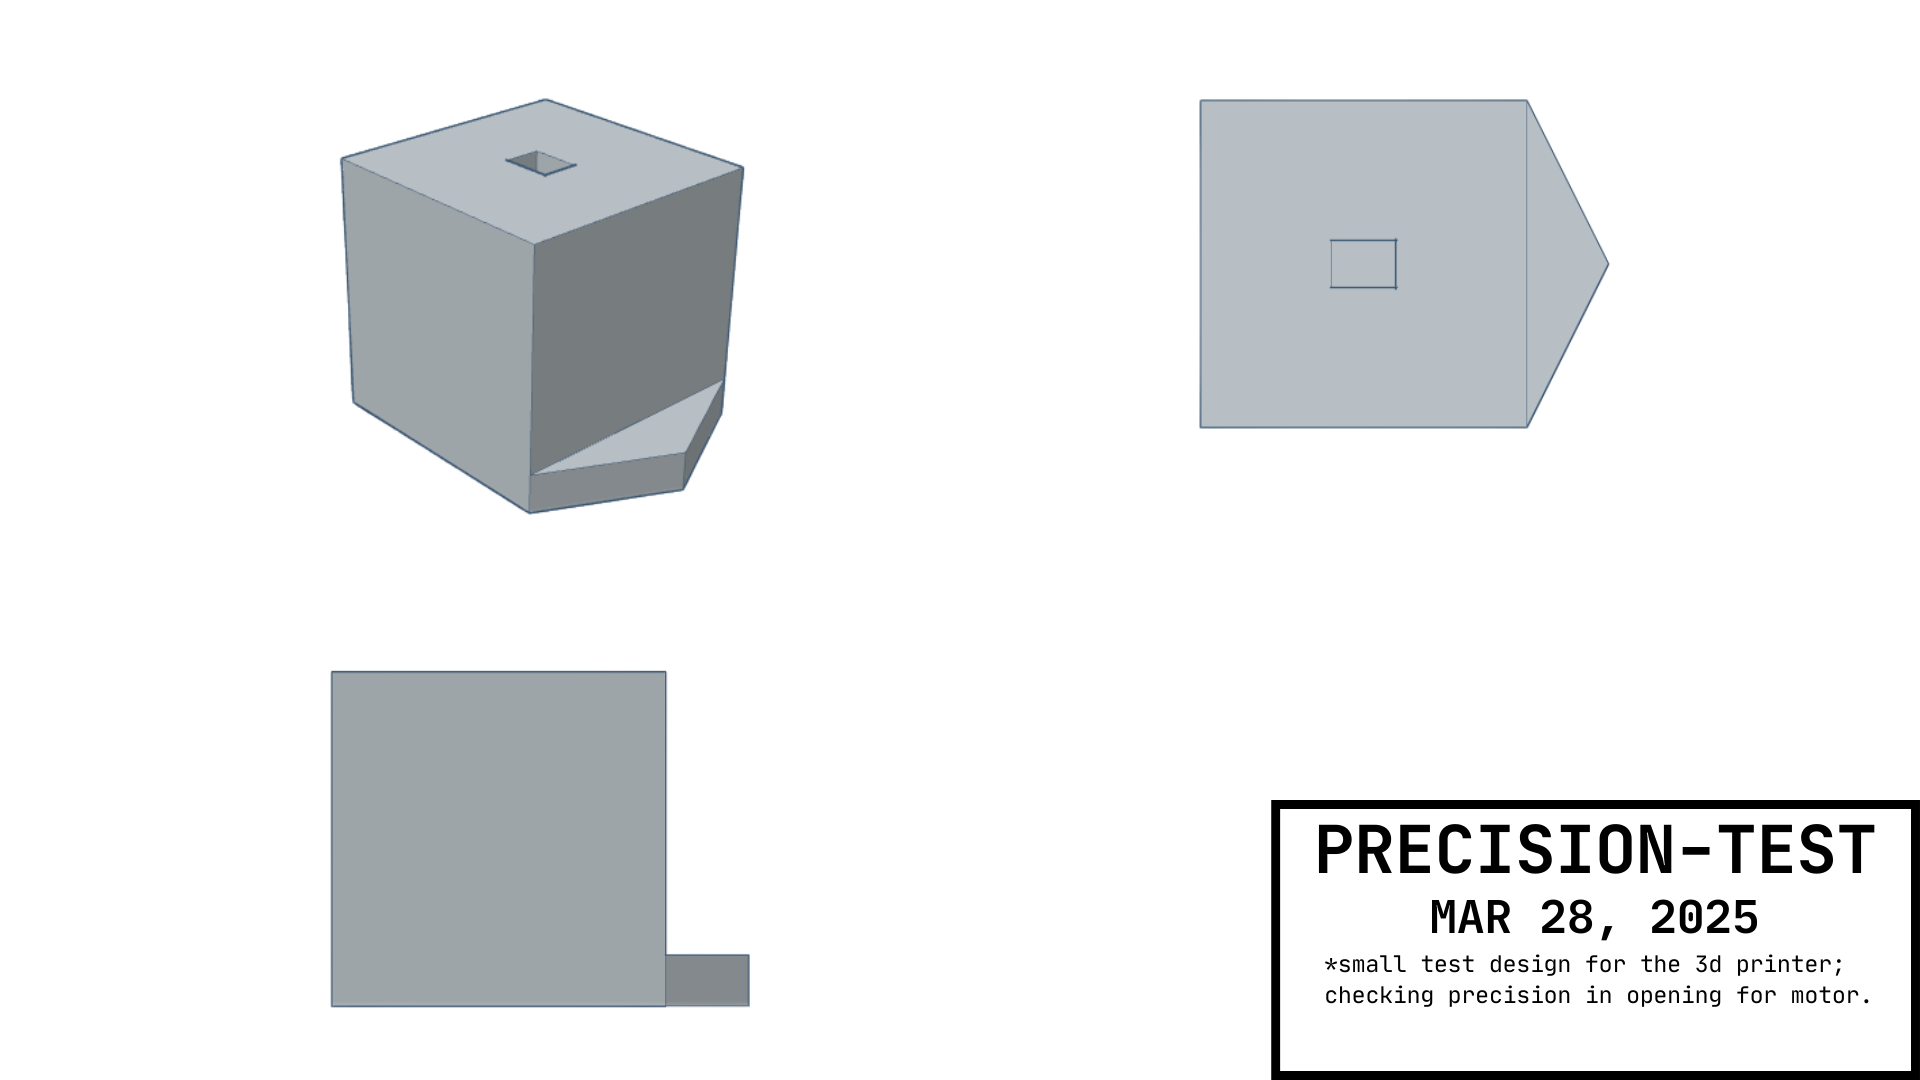 PRECISION-TEST
MAR 28, 2025
*small test design for the 3d printer;
checking precision in opening for motor.